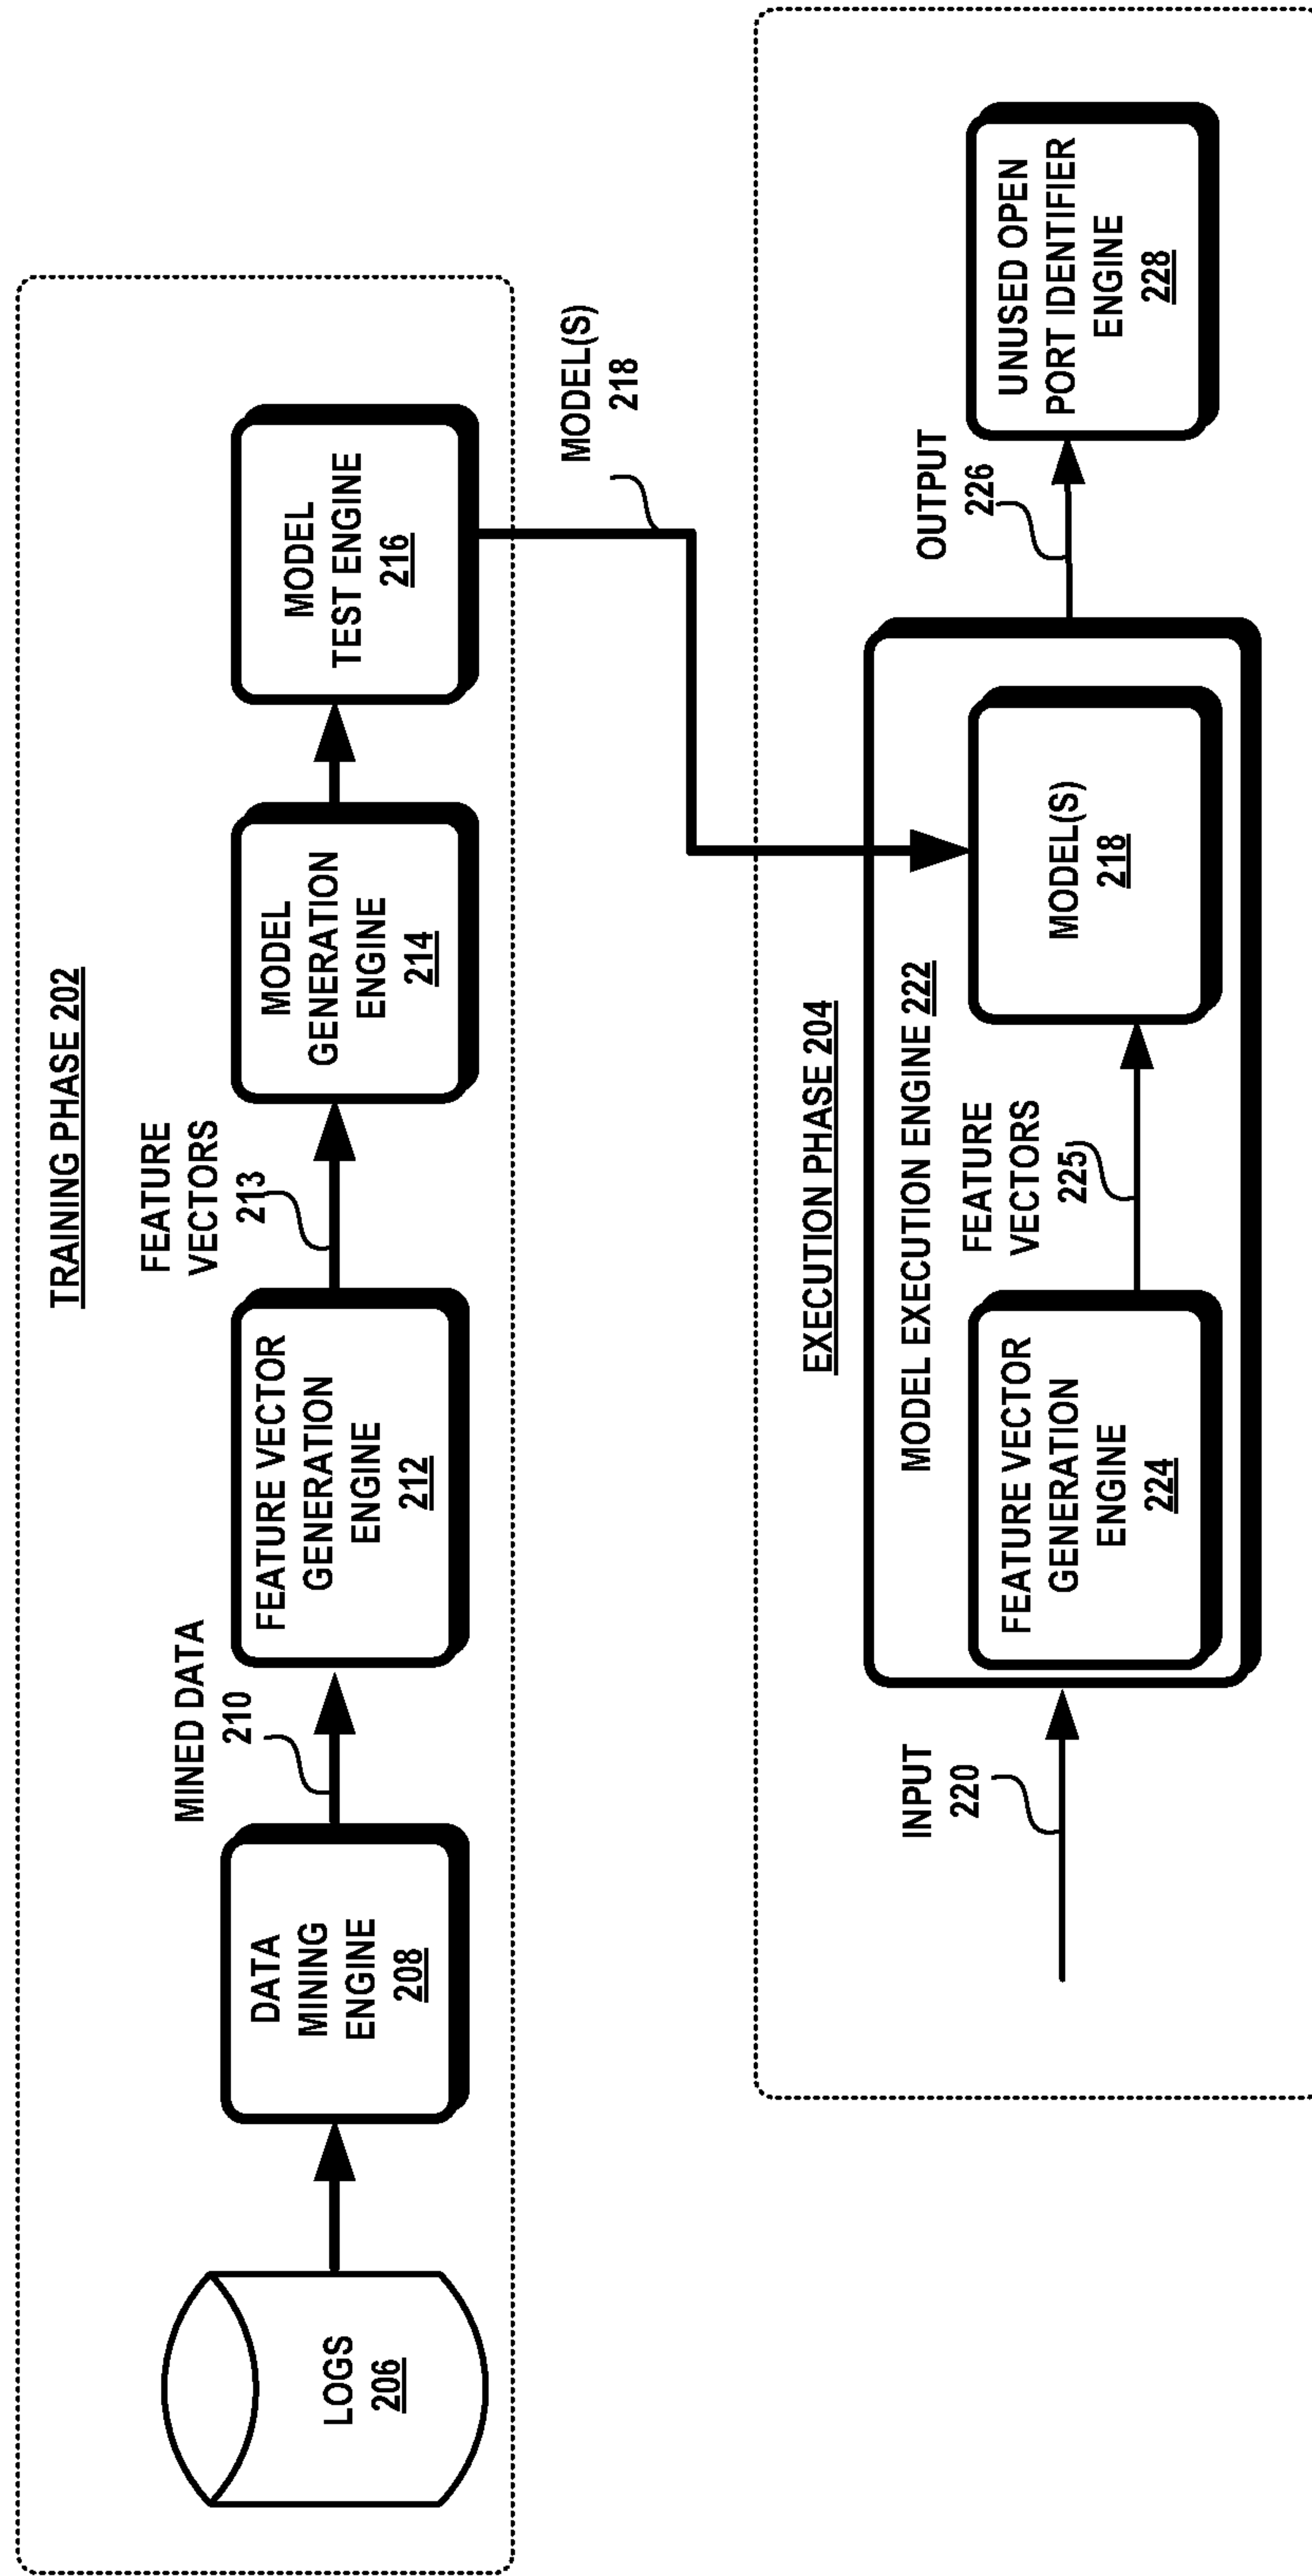 TRAINING PHASE 202
LOGS
206
DATA
MINING
ENGINE
208
MINED DATA
210
FEATURE VECTOR
GENERATION
ENGINE
212
FEATURE
VECTORS
213
MODEL
GENERATION
ENGINE
214
MODEL
TEST ENGINE
216
MODEL(S)
218
EXECUTION PHASE 204
INPUT
220
MODEL EXECUTION ENGINE 222
FEATURE VECTOR
GENERATION
ENGINE
224
FEATURE
VECTORS
225
MODEL(S)
218
OUTPUT
226
UNUSED OPEN
PORT IDENTIFIER
ENGINE
228